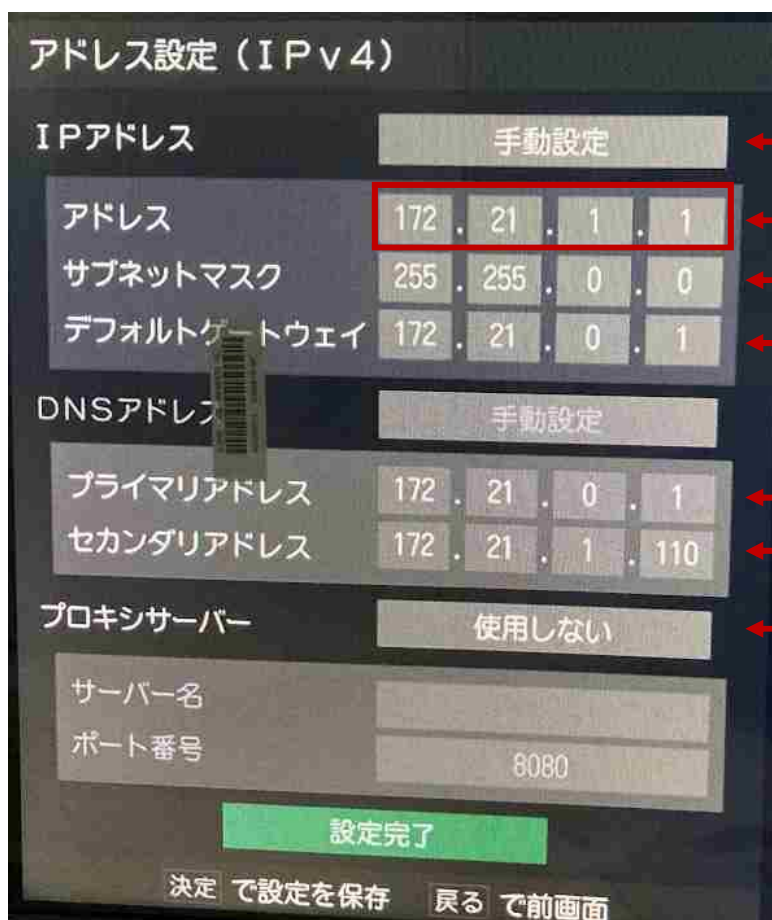 アドレス設定（ＩＰｖ４）
ＩＰアドレス 手動設定
アドレス 172 . 21 . 1 . 1
サブネットマスク 255 . 255 . 0 . 0
デフォルトゲートウェイ 172 . 21 . 0 . 1
DNSアドレス 手動設定
プライマリアドレス 172 . 21 . 0 . 1
セカンダリアドレス 172 . 21 . 1 . 110
プロキシサーバー 使用しない
サーバー名
ポート番号 8080
設定完了
決定 で設定を保存 戻る で前画面